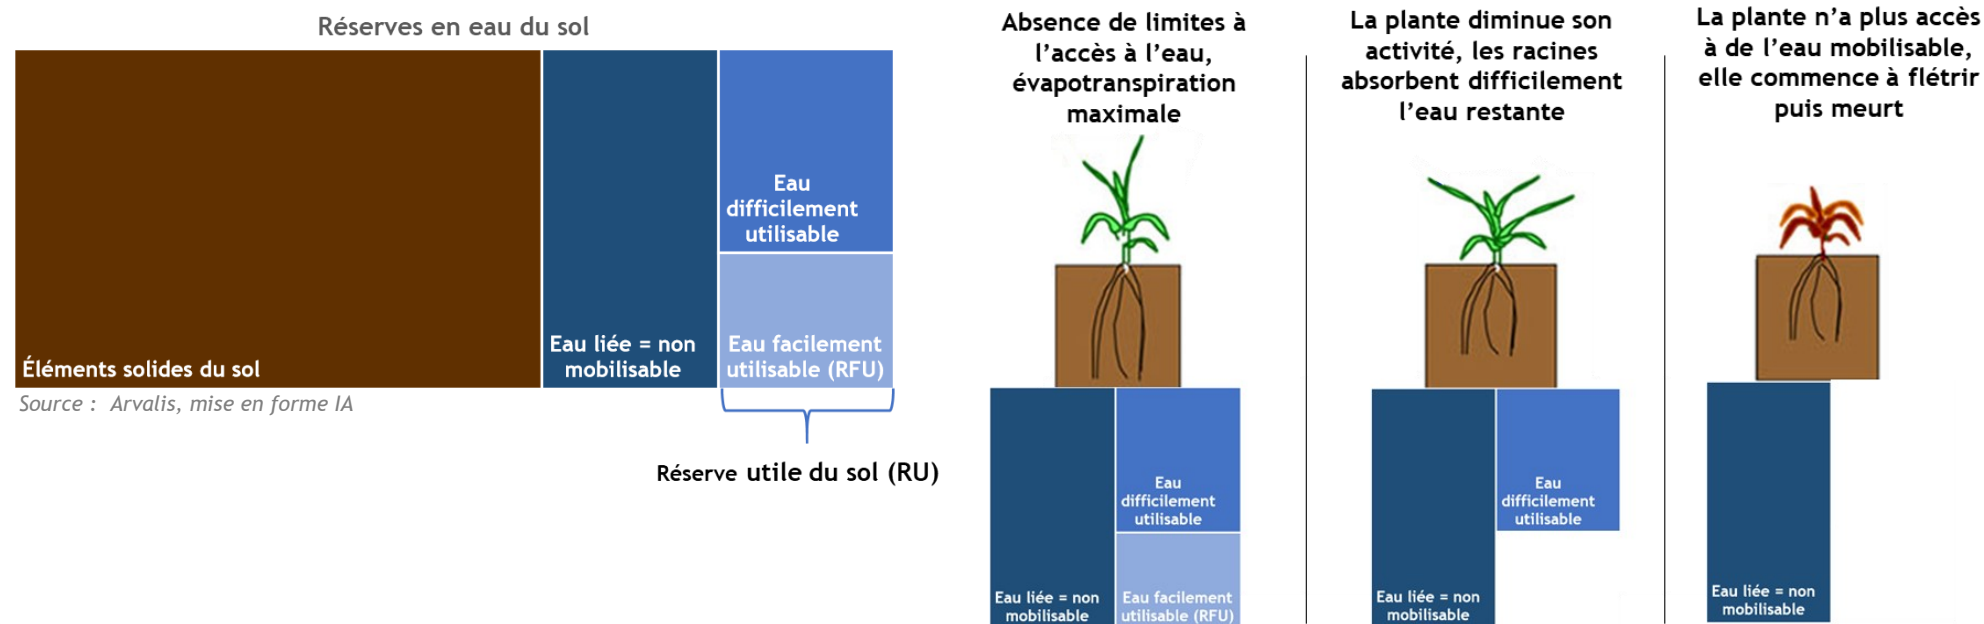 Réserves en eau du sol
Eau
difficilement
utilisable
Éléments solides du sol
Eau liée = non
mobilisable
Eau facilement
utilisable (RFU)
Source : Arvalis, mise en forme IA
Réserve utile du sol (RU)
Absence de limites à
l’accès à l’eau,
évapotranspiration
maximale
Eau
difficilement
utilisable
Eau liée = non
mobilisable
Eau facilement
utilisable (RFU)
La plante diminue son
activité, les racines
absorbent difficilement
l’eau restante
Eau
difficilement
utilisable
Eau liée = non
mobilisable
La plante n’a plus accès
à de l’eau mobilisable,
elle commence à flétrir
puis meurt
Eau liée = non
mobilisable